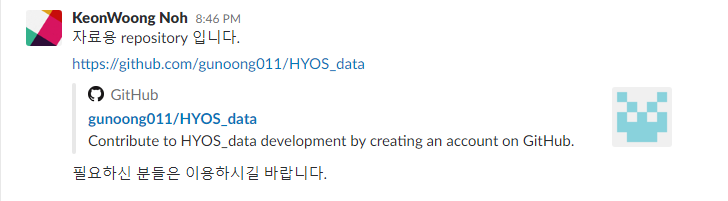 KeonWoong Noh 8:46 PM
자료용 repository 입니다.
https://github.com/gunoong011/HYOS_data
GitHub
gunoong011/HYOS_data
Contribute to HYOS_data development by creating an account on GitHub.
필요하신 분들은 이용하시길 바랍니다.